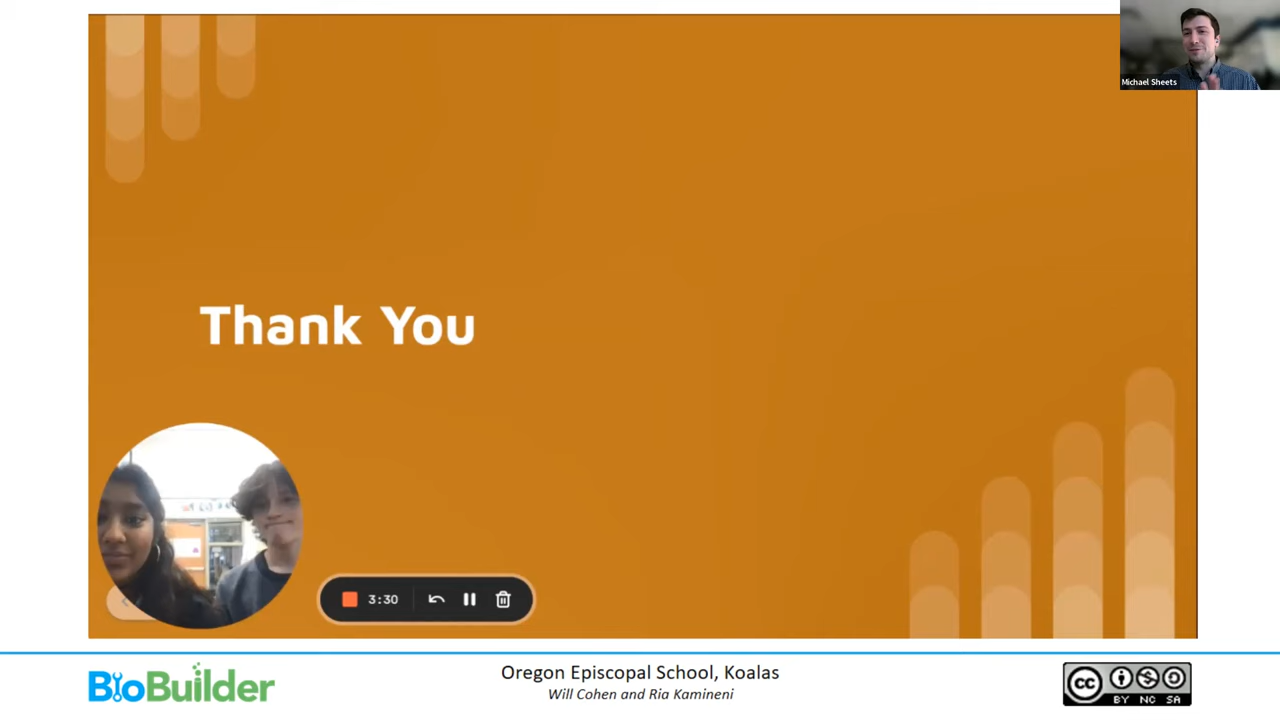 Michael Sheets
Thank You
3:30
BioBuilder
Oregon Episcopal School, Koalas
Will Cohen and Ria Kamineni
cc
BY NC SA